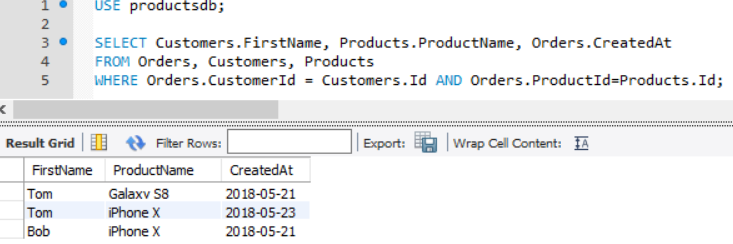 1 USE productsdb;
2
3 SELECT Customers.FirstName, Products.ProductName, Orders.CreatedAt
4 FROM Orders, Customers, Products
5 WHERE Orders.CustomerId = Customers.Id AND Orders.ProductId=Products.Id;
Result Grid Filter Rows: Export: Wrap Cell Content: IA
FirstName ProductName CreatedAt
Tom Galaxy S8 2018-05-21
Tom iPhone X 2018-05-23
Bob iPhone X 2018-05-21